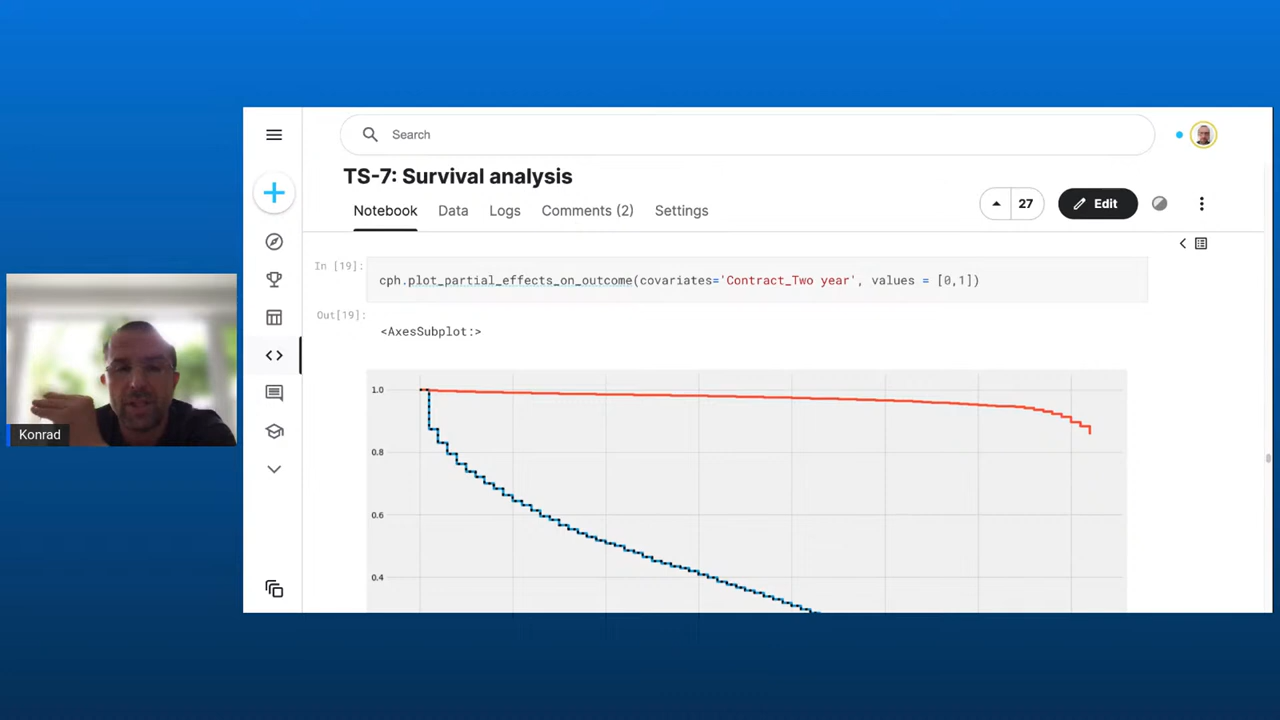 Search
TS-7: Survival analysis
Notebook
Data
Logs
Comments (2)
Settings
27
Edit
In [19]:
cph.plot_partial_effects_on_outcome(covariates='Contract_Two year', values = [0,1])
Out[19]:
<AxesSubplot:>
1.0
0.8
0.6
0.4
Konrad